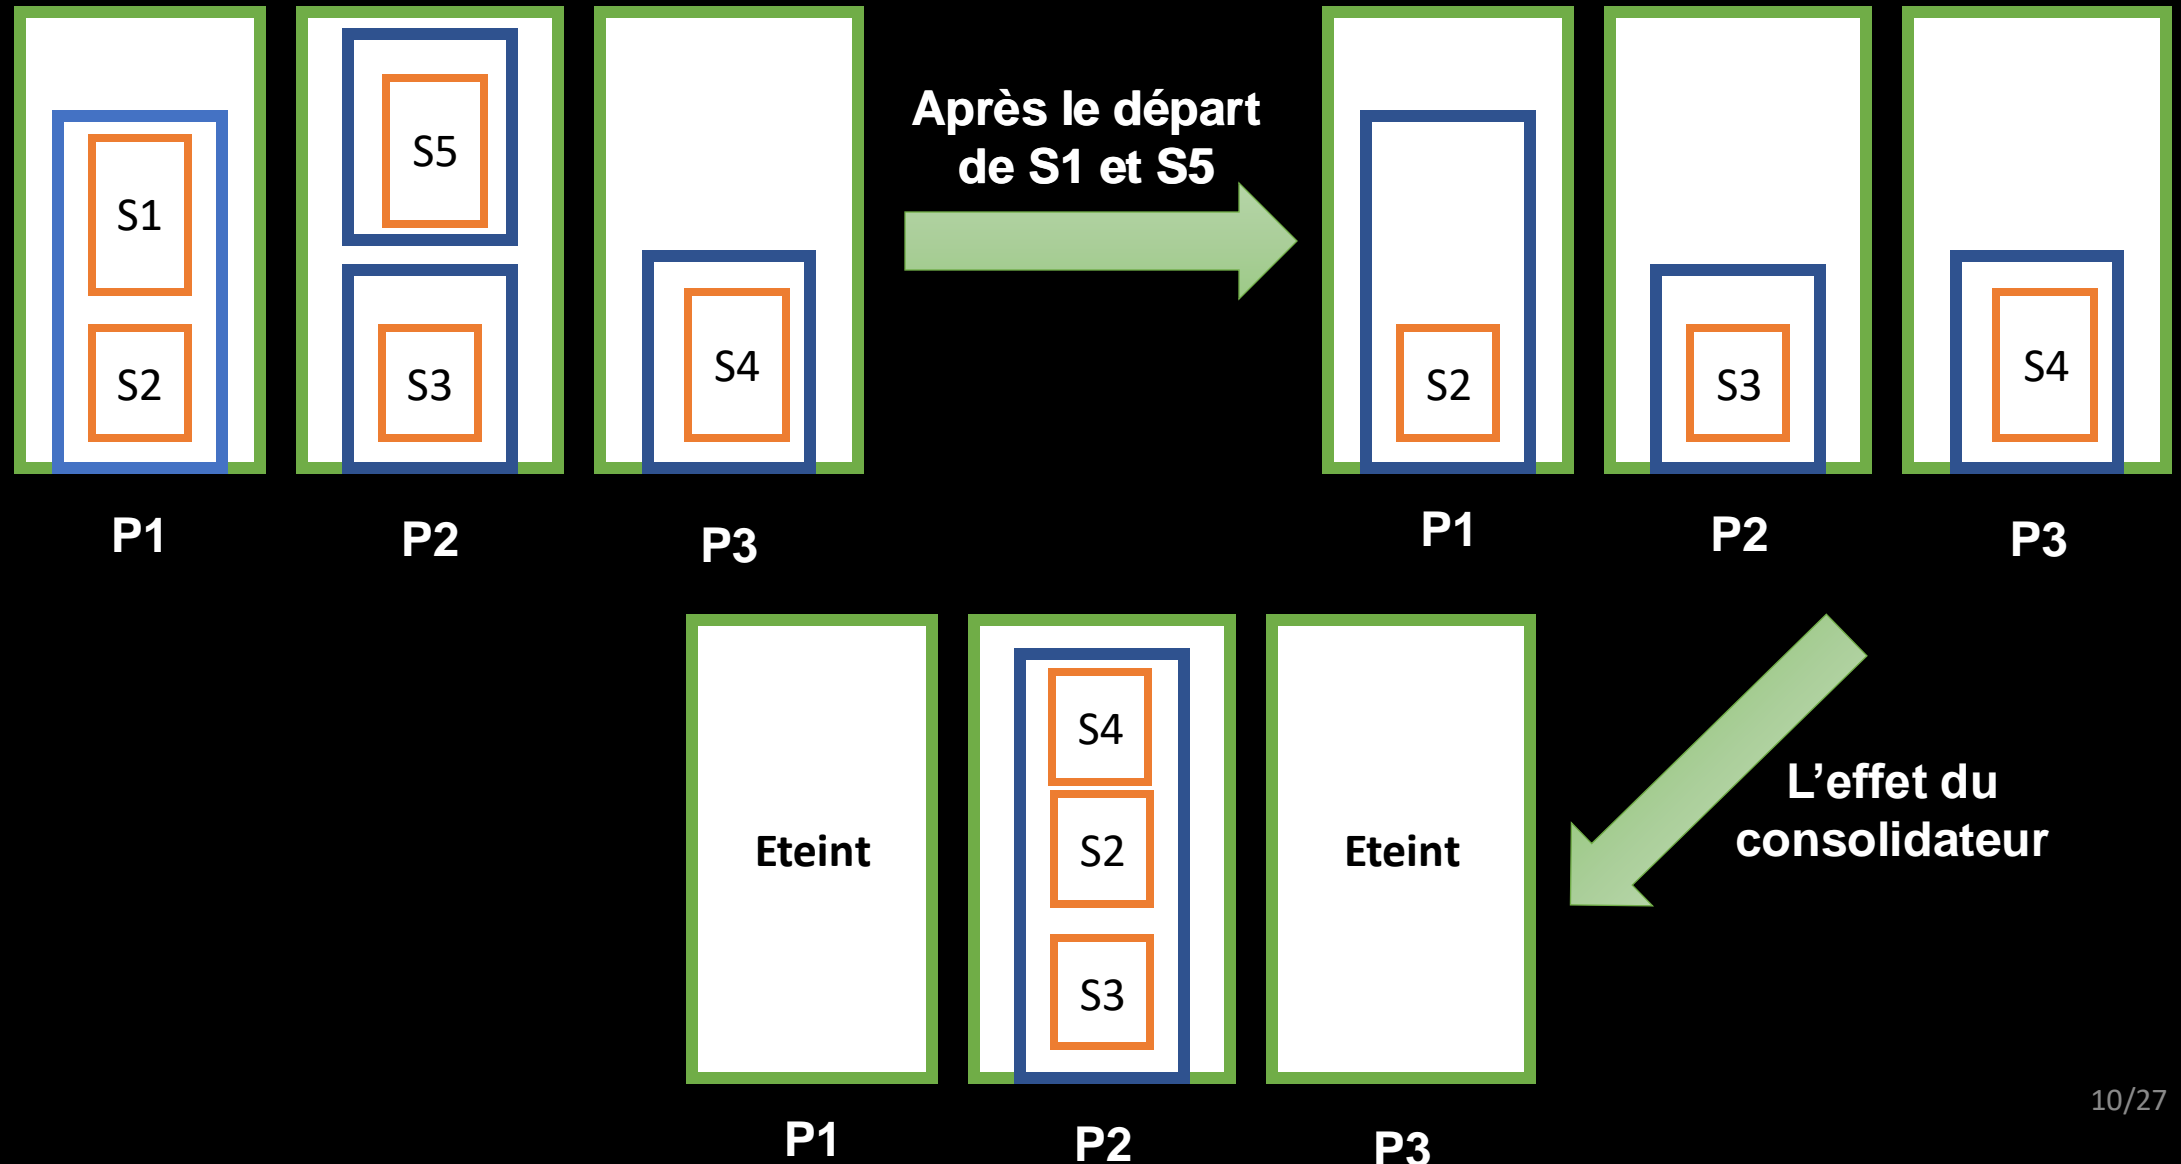 S1
S2
S5
S3
S4
P1
P2
P3
Après le départ
de S1 et S5
S2
S3
S4
P1
P2
P3
L’effet du
consolidateur
Eteint
S4
S2
S3
Eteint
P1
P2
P3
10/27